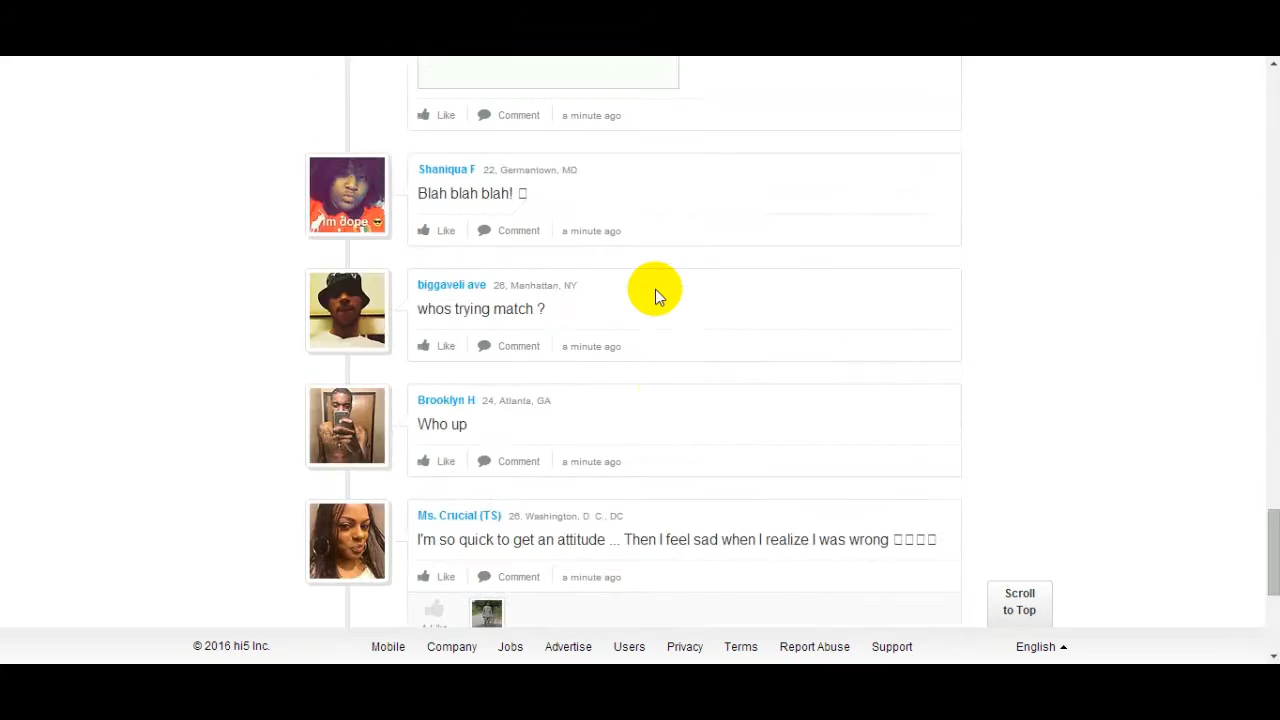 Like Comment a minute ago
Shaniqua F 22, Germantown, MD
Blah blah blah!
Im dope
Like Comment a minute ago
biggaveli ave 26, Manhattan, NY
whos trying match ?
Like Comment a minute ago
Brooklyn H 24, Atlanta, GA
Who up
Like Comment a minute ago
Ms. Crucial (TS) 26, Washington, D. C., DC
I'm so quick to get an attitude ... Then I feel sad when I realize I was wrong
Like Comment a minute ago
Scroll
to Top
© 2016 hi5 Inc. Mobile Company Jobs Advertise Users Privacy Terms Report Abuse Support English